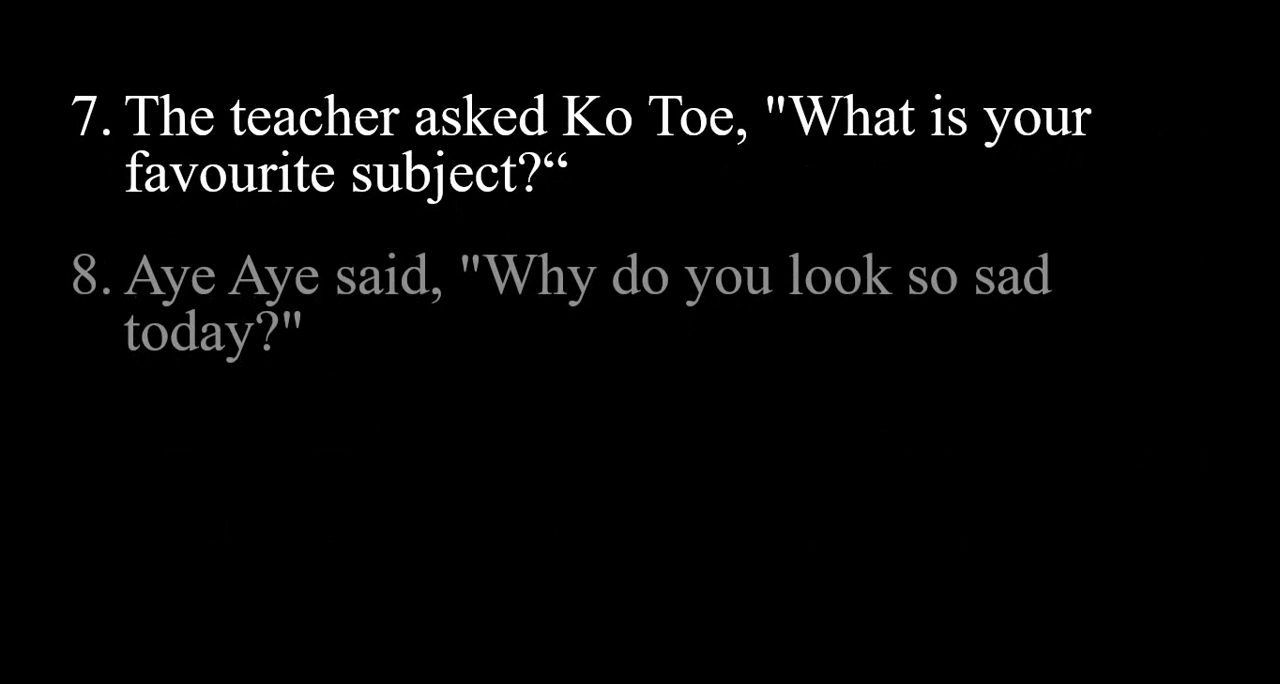 7. The teacher asked Ko Toe, "What is your
favourite subject?“
8. Aye Aye said, "Why do you look so sad
today?"